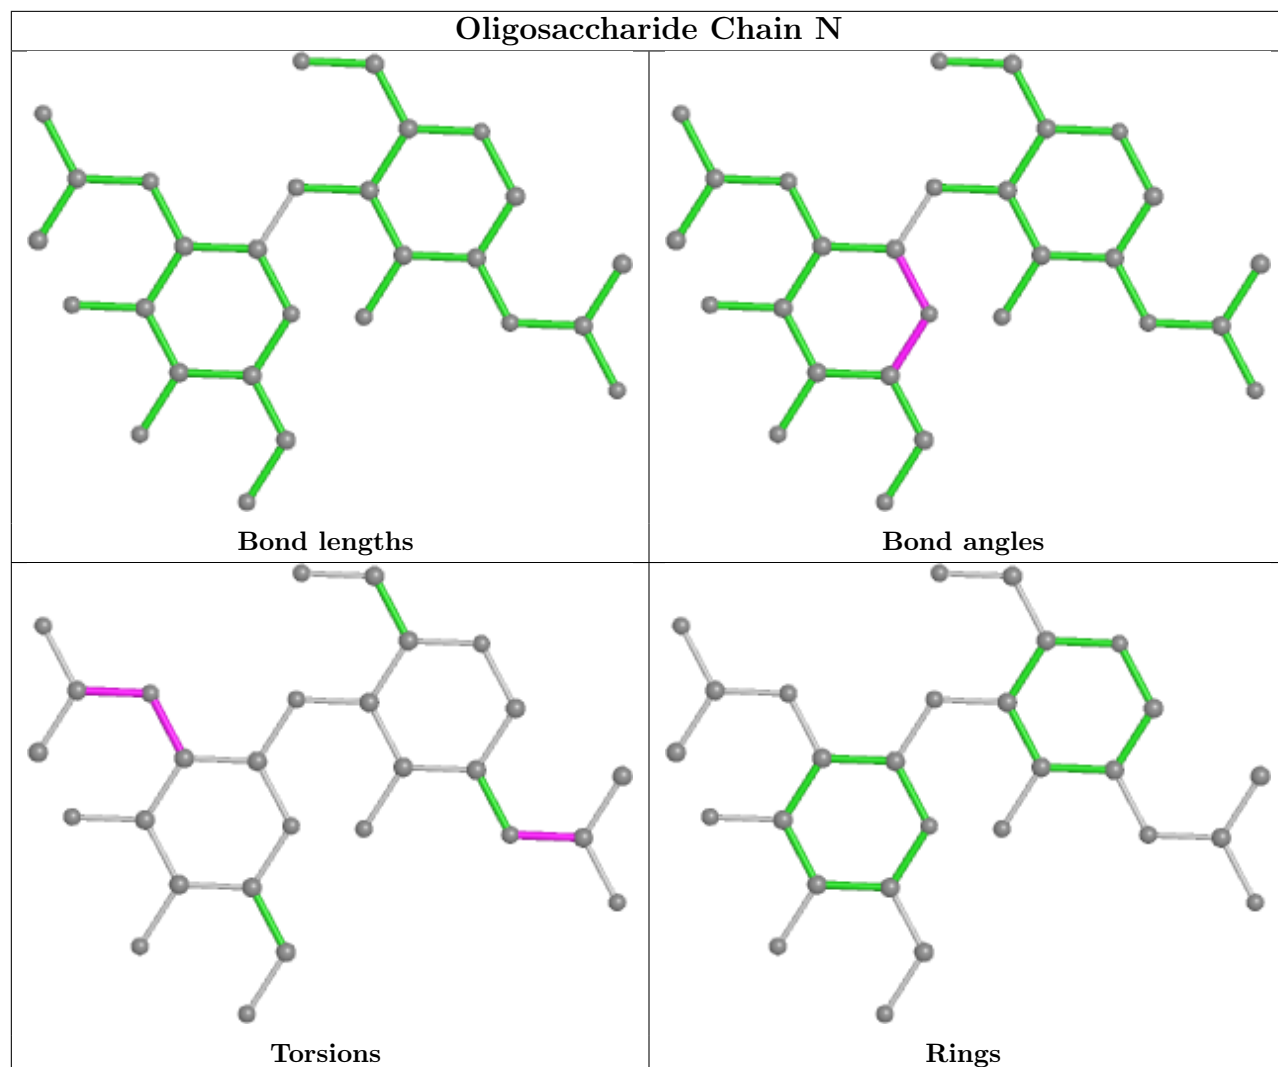 Oligosaccharide Chain N
Bond lengths
Bond angles
Torsions
Rings